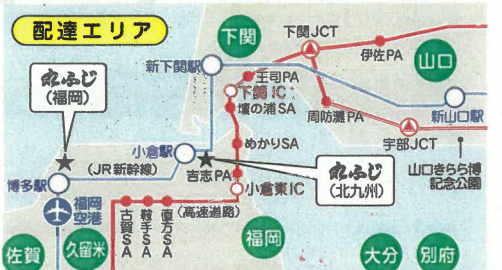 配達エリア
下関
下関JCT
伊佐PA
山口
新下関駅
王司PA
下関IC
壇の浦SA
周防灘PA
新山口駅
丸ふじ
(福岡)
めかりSA
宇部JCT
小倉駅
(JR新幹線)
吉志PA
丸ふじ
(北九州)
山口きらら博
記念公園
博多駅
小倉東IC
福岡
空港
古賀SA
鞍手SA
直方SA
(高速道路)
佐賀
久留米
福岡
大分
別府